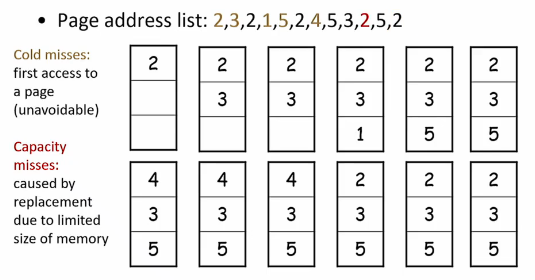 • Page address list: 2,3,2,1,5,2,4,5,3,2,5,2
Cold misses:
first access to
a page
(unavoidable)
Capacity
misses:
caused by
replacement
due to limited
size of memory
2 2 2 2 2 2
3 3 3 3 3
1 5 5
4 4 4 2 2 2
3 3 3 3 3 3
5 5 5 5 5 5